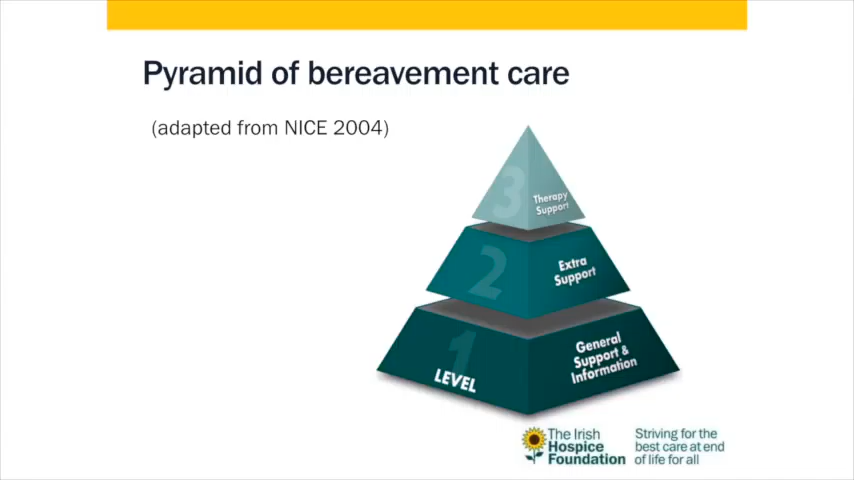 Pyramid of bereavement care
(adapted from NICE 2004)
3
Therapy
Support
2
Extra
Support
1
LEVEL
General
Support &
Information
The Irish
Hospice
Foundation
Striving for the
best care at end
of life for all